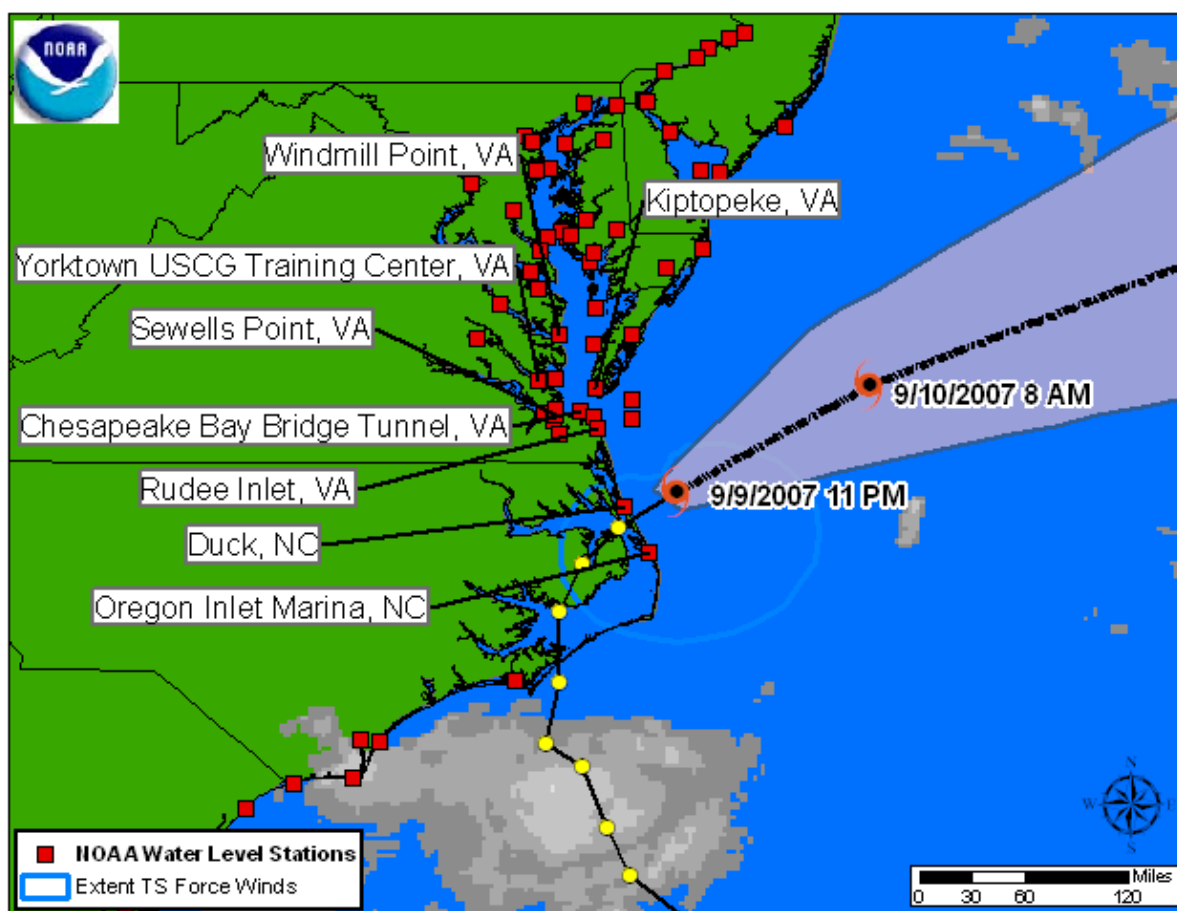 NOAA
Windmill Point, VA
Kiptopeke, VA
Yorktown USCG Training Center, VA
Sewells Point, VA
9/10/2007 8 AM
Chesapeake Bay Bridge Tunnel, VA
Rudee Inlet, VA
9/9/2007 11 PM
Duck, NC
Oregon Inlet Marina, NC
N
W E
S
NOAA Water Level Stations
Extent TS Force Winds
Miles
0 30 60 120